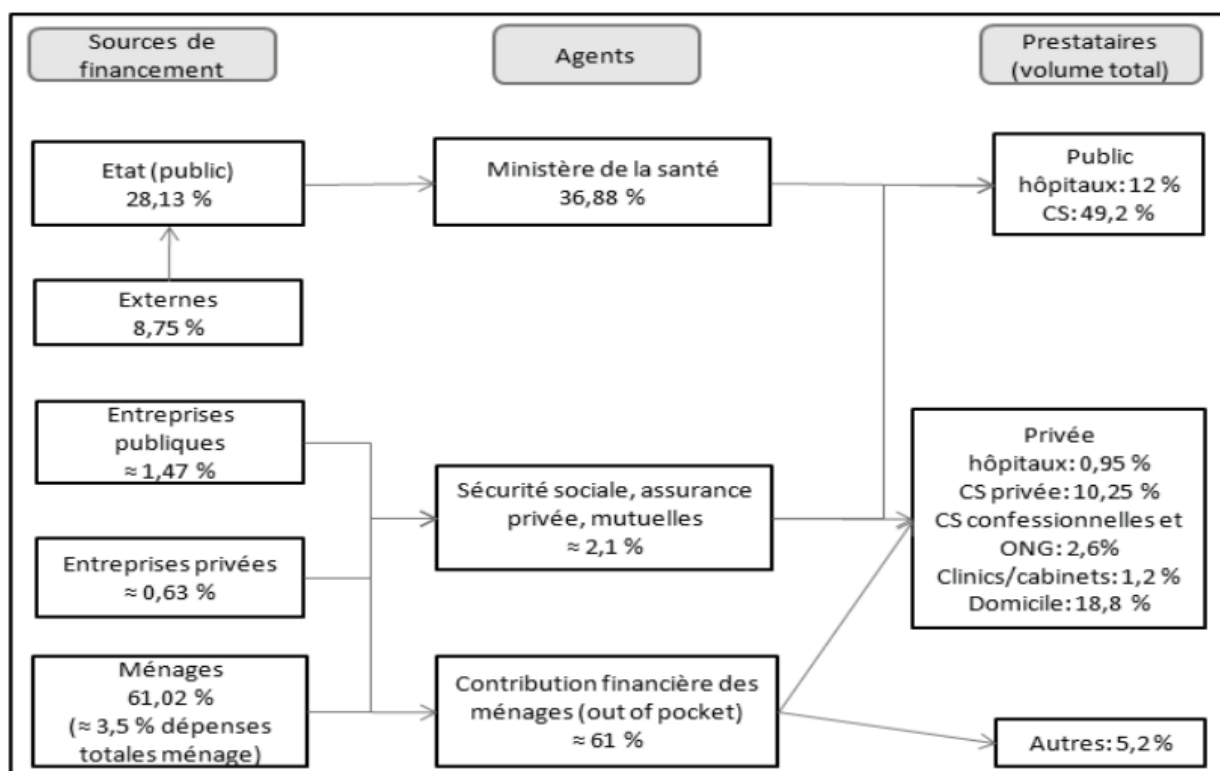 Sources de
financement
Agents
Prestataires
(volume total)
Etat (public)
28,13 %
Ministère de la santé
36,88 %
Public
hôpitaux: 12 %
CS: 49,2 %
Externes
8,75 %
Entreprises
publiques
≈ 1,47 %
Sécurité sociale, assurance
privée, mutuelles
≈ 2,1 %
Privée
hôpitaux: 0,95 %
CS privée: 10,25 %
CS confessionnelles et
ONG: 2,6%
Clinics/cabinets: 1,2 %
Domicile: 18,8 %
Entreprises privées
≈ 0,63 %
Ménages
61,02 %
(≈ 3,5 % dépenses
totales ménage)
Contribution financière des
ménages (out of pocket)
≈ 61 %
Autres: 5,2%